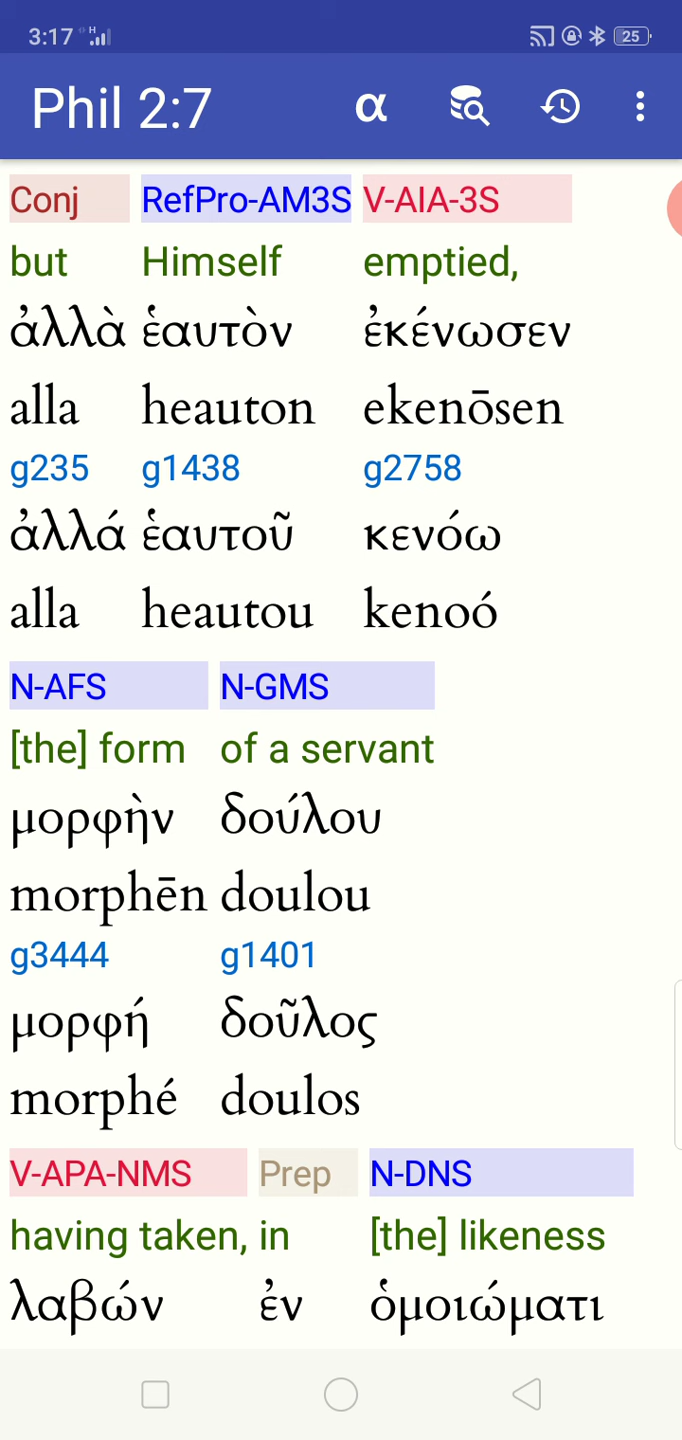 3:17 H 25
Phil 2:7 α
Conj RefPro-AM3S V-AIA-3S
but Himself emptied,
ἀλλὰ ἑαυτὸν ἐκένωσεν
alla heauton ekenōsen
g235 g1438 g2758
ἀλλά ἑαυτοῦ κενόω
alla heautou kenoó
N-AFS N-GMS
[the] form of a servant
μορφὴν δούλου
morphēn doulou
g3444 g1401
μορφή δοῦλος
morphé doulos
V-APA-NMS Prep N-DNS
having taken, in [the] likeness
λαβών ἐν ὁμοιώματι